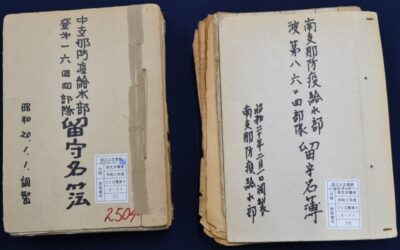 中支那防疫給水部
栄第一六四四部隊 留守名簿
昭和20.1.1調製
2504
南支那防疫給水部
波第八六〇四部隊 留守名簿
昭和二十年 月一日調製
南支那防疫給水部